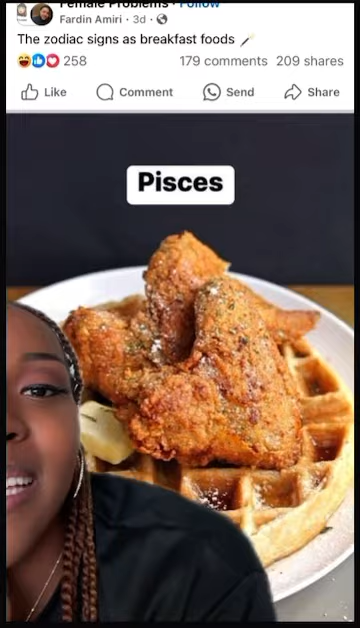 Female Problems · Follow
Fardin Amiri · 3d ·
The zodiac signs as breakfast foods
258
179 comments 209 shares
Like Comment Send Share
Pisces